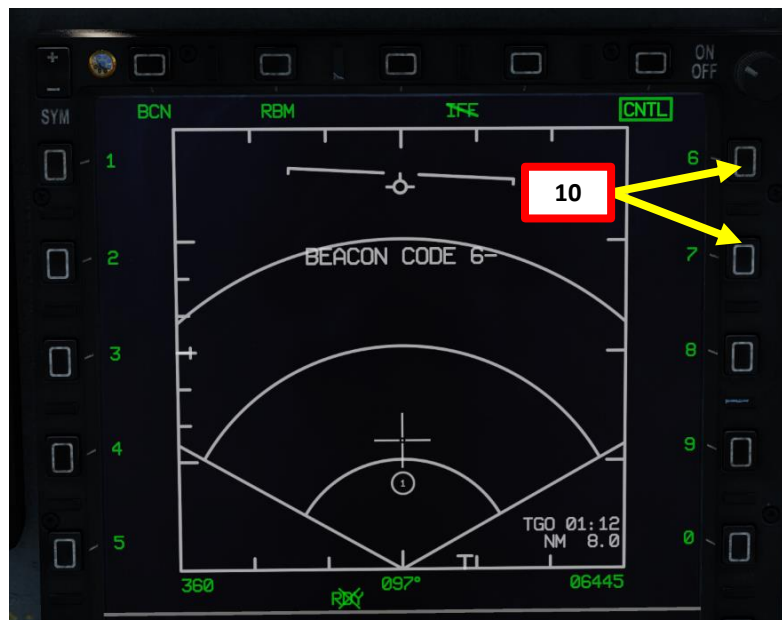 +
ON
OFF
-
SYM
BCN RBM IFF CNTL
1 6
10
2 BEACON CODE 6- 7
3 8
4 9
1
TGO 01:12
NM 8.0
5 0
T
360 097° 06445
RDY